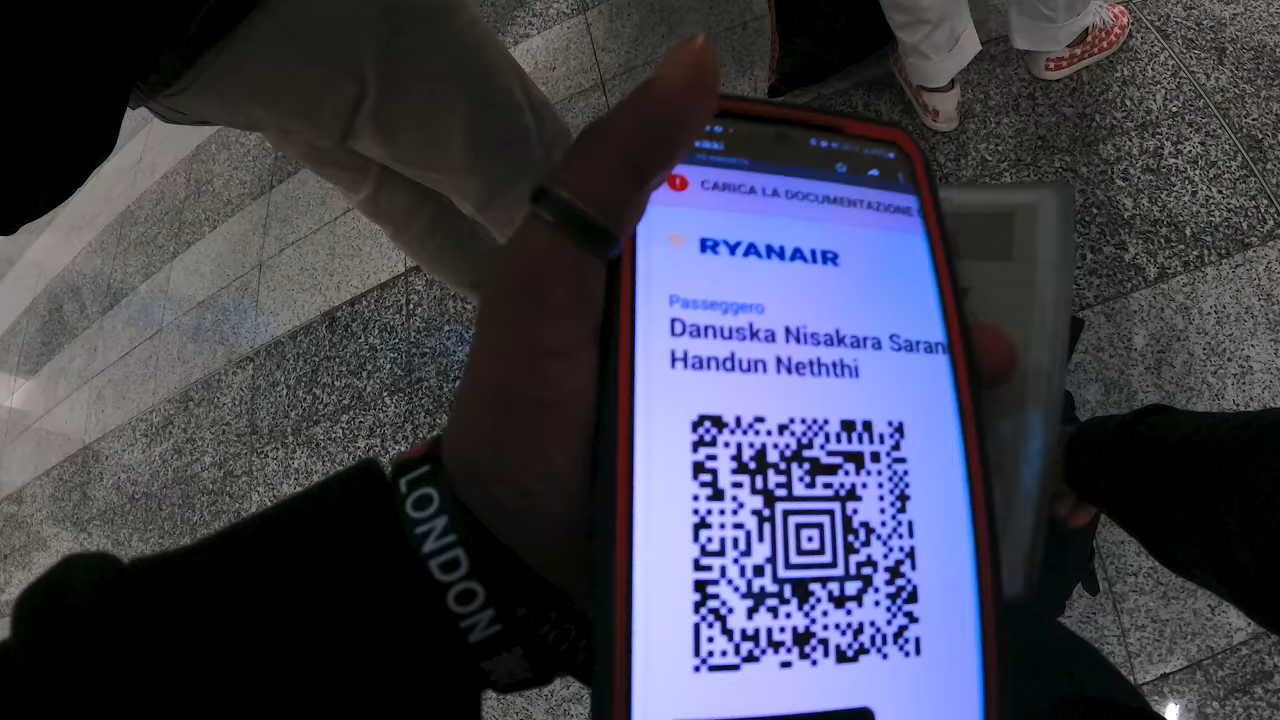 CARICA LA DOCUMENTAZIONE
RYANAIR
Passeggero
Danuska Nisakara Saran
Handun Neththi
LONDON